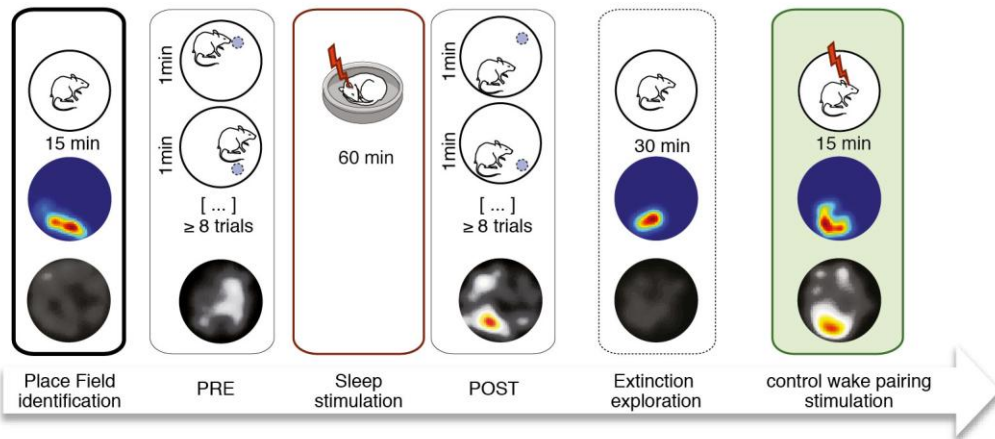 15 min
1min
1min
[ ... ]
≥ 8 trials
60 min
1min
1min
[ ... ]
≥ 8 trials
30 min
15 min
Place Field
identification
PRE
Sleep
stimulation
POST
Extinction
exploration
control wake pairing
stimulation